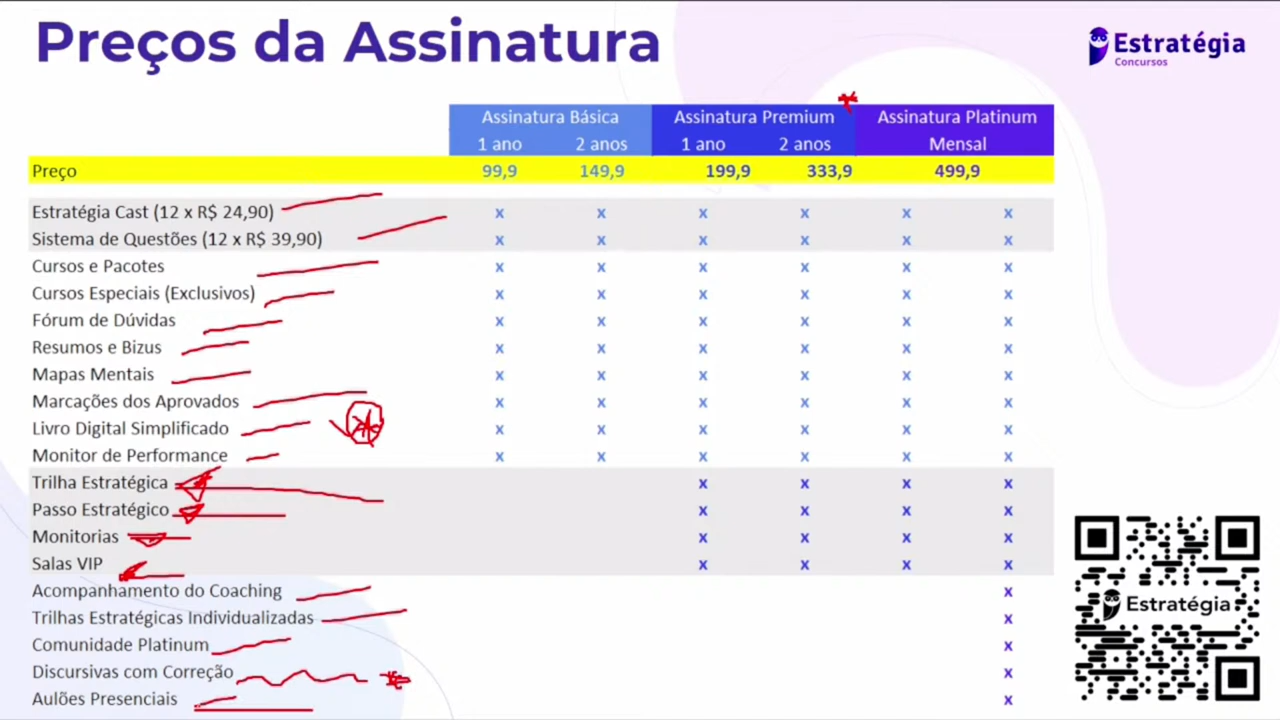 Preços da Assinatura
Estratégia
Concursos
Assinatura Básica Assinatura Premium Assinatura Platinum
1 ano 2 anos 1 ano 2 anos Mensal
Preço 99,9 149,9 199,9 333,9 499,9
Estratégia Cast (12 x R$ 24,90) x x x x x x
Sistema de Questões (12 x R$ 39,90) x x x x x x
Cursos e Pacotes x x x x x x
Cursos Especiais (Exclusivos) x x x x x x
Fórum de Dúvidas x x x x x x
Resumos e Bizus x x x x x x
Mapas Mentais x x x x x x
Marcações dos Aprovados x x x x x x
Livro Digital Simplificado x x x x x x
Monitor de Performance x x x x x x
Trilha Estratégica x x x x
Passo Estratégico x x x x
Monitorias x x x x
Salas VIP x x x x
Acompanhamento do Coaching x
Trilhas Estratégicas Individualizadas x
Comunidade Platinum x
Discursivas com Correção x
Aulões Presenciais x
Estratégia